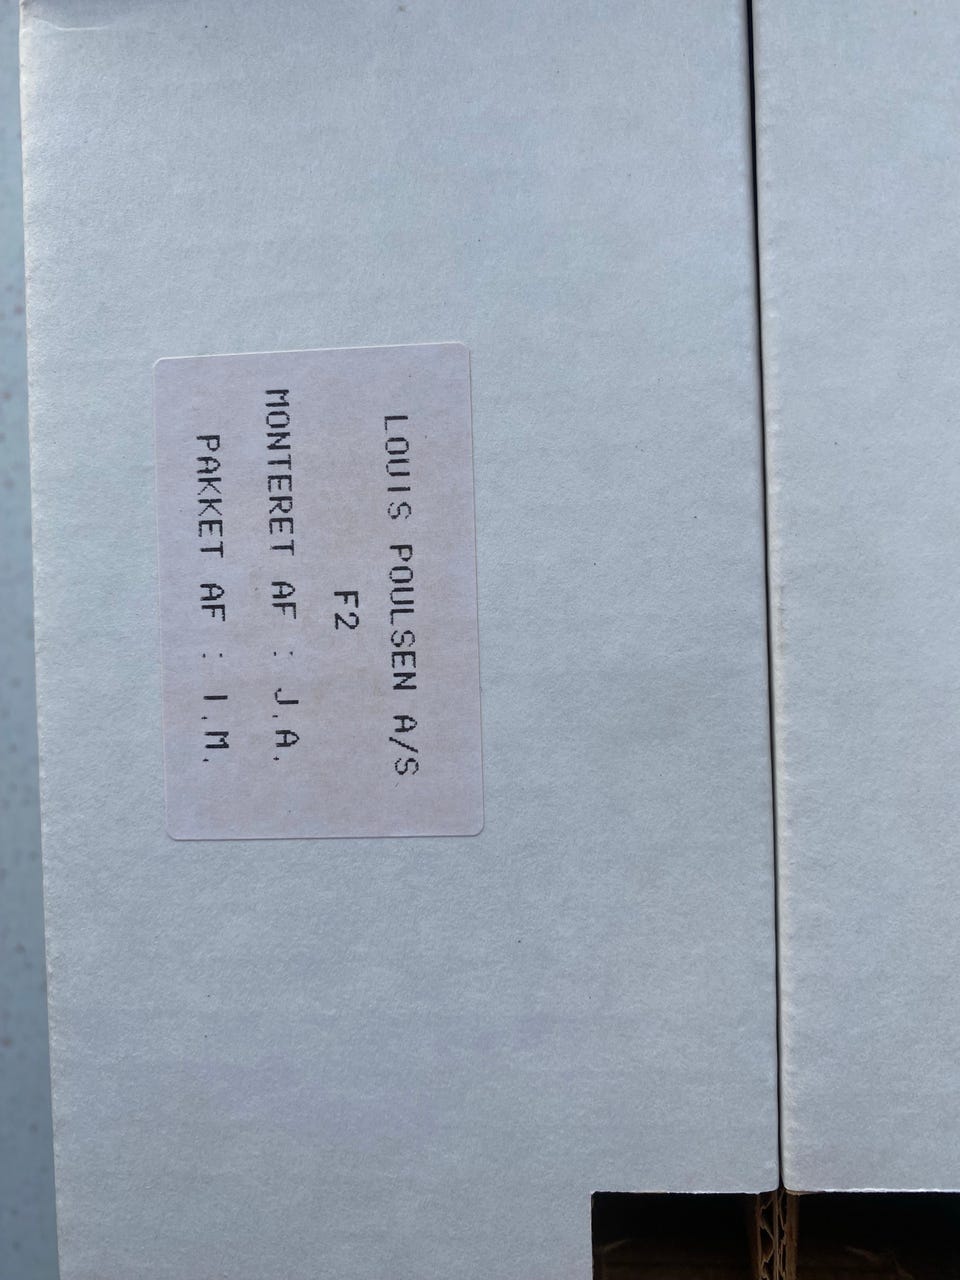 LOUIS POULSEN A/S
F2
MONTERET AF : J.A.
PAKKET AF : I.M.